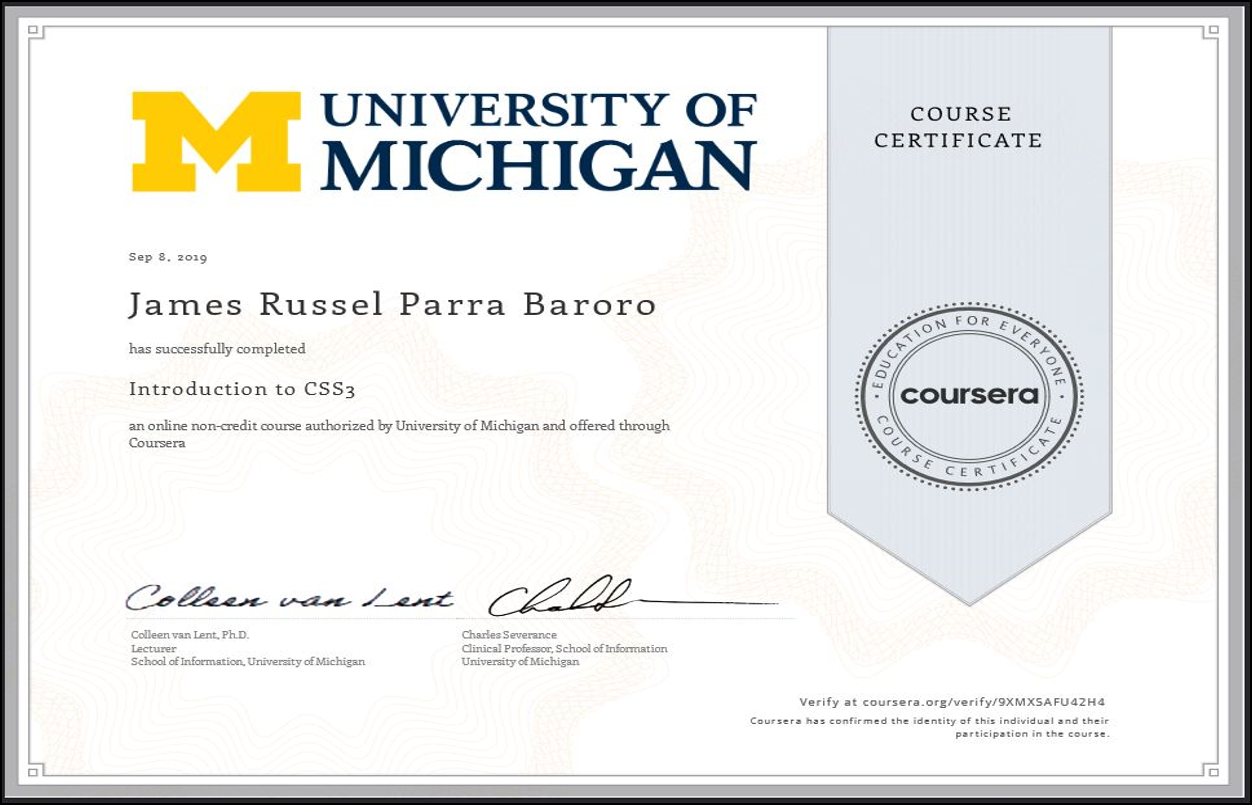 UNIVERSITY OF
MICHIGAN
COURSE
CERTIFICATE
Sep 8, 2019
James Russel Parra Baroro
has successfully completed
Introduction to CSS3
an online non-credit course authorized by University of Michigan and offered through
Coursera
EDUCATION FOR EVERYONE
coursera
COURSE CERTIFICATE
Colleen van Lent
Colleen van Lent, Ph.D.
Lecturer
School of Information, University of Michigan
Charles Severance
Clinical Professor, School of Information
University of Michigan
Verify at coursera.org/verify/9XMXSAFU42H4
Coursera has confirmed the identity of this individual and their
participation in the course.